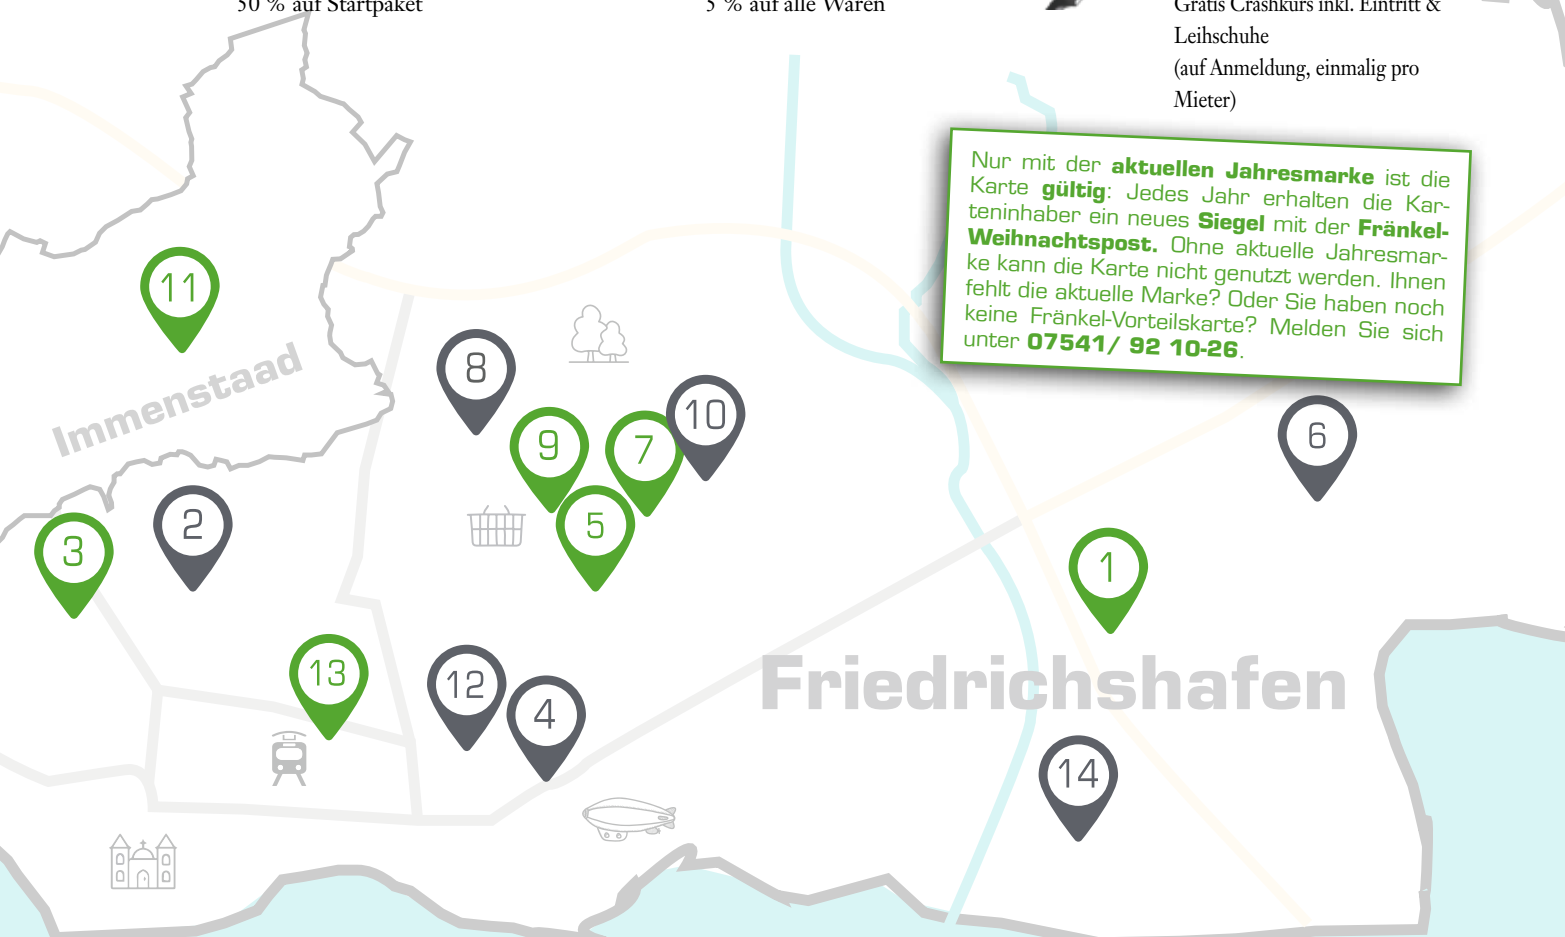 50 % auf Startpaket
5 % auf alle Waren
Gratis Crashkurs inkl. Eintritt &
Leihschuhe
(auf Anmeldung, einmalig pro
Mieter)
Nur mit der aktuellen Jahresmarke ist die
Karte gültig: Jedes Jahr erhalten die Kar-
teninhaber ein neues Siegel mit der Fränkel-
Weihnachtspost. Ohne aktuelle Jahresmar-
ke kann die Karte nicht genutzt werden. Ihnen
fehlt die aktuelle Marke? Oder Sie haben noch
keine Fränkel-Vorteilskarte? Melden Sie sich
unter 07541/ 92 10-26.
11
Immenstaad
8
10
9
7
6
5
2
3
1
13
12
4
Friedrichshafen
14